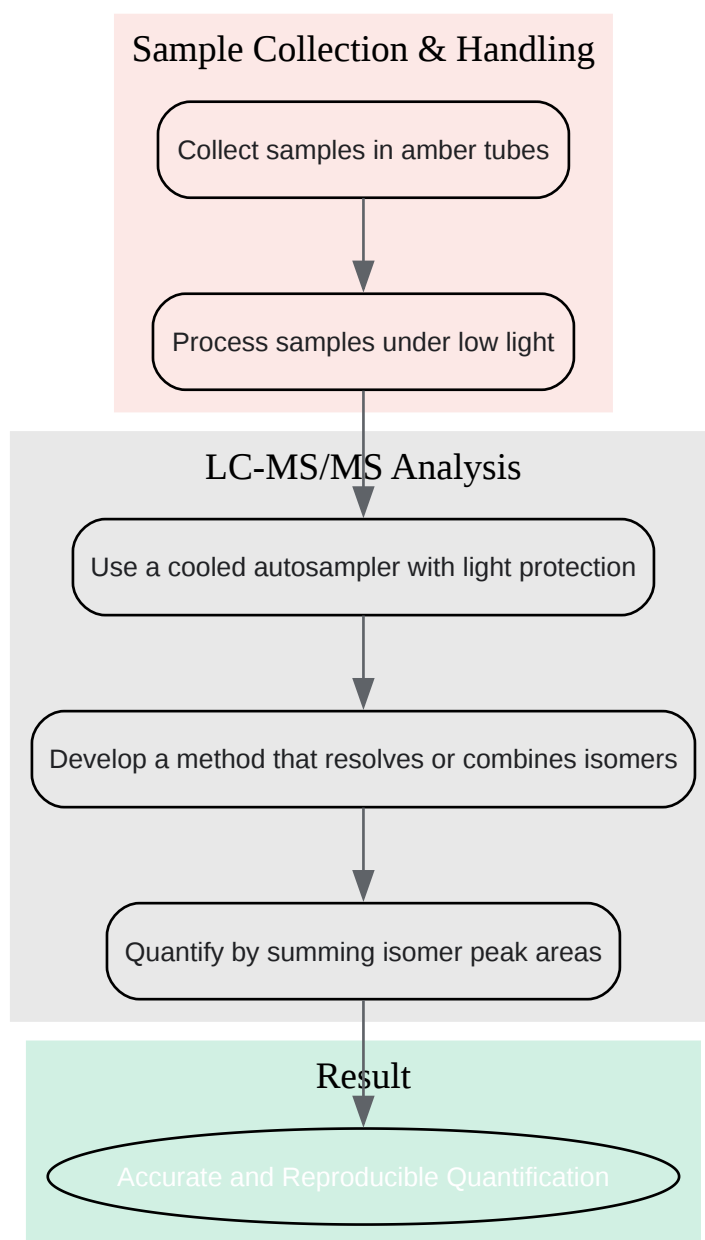 Sample Collection & Handling
Collect samples in amber tubes
Process samples under low light
LC-MS/MS Analysis
Use a cooled autosampler with light protection
Develop a method that resolves or combines isomers
Quantify by summing isomer peak areas
Result
Accurate and Reproducible Quantification